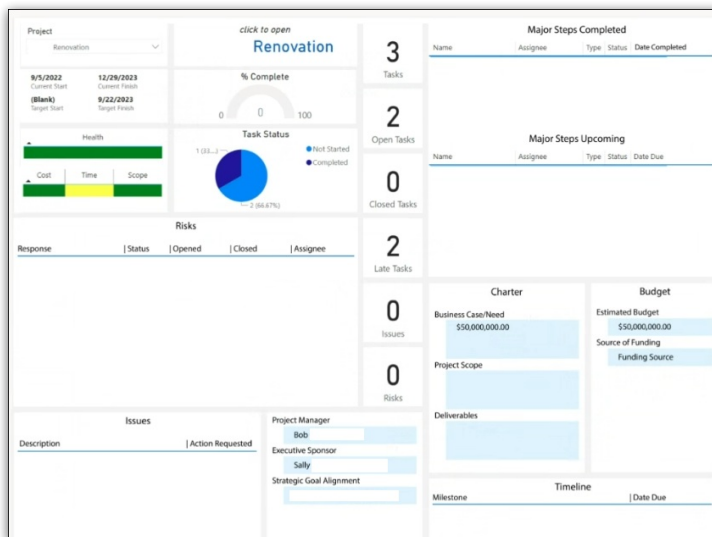 Project
Renovation
click to open
Renovation
9/5/2022 12/29/2023
Current Start Current Finish
(Blank) 9/22/2023
Target Start Target Finish
% Complete
0 0 100
Health
Cost Time Scope
Task Status
1 (33...)
2 (66.67%)
Not Started
Completed
3
Tasks
2
Open Tasks
0
Closed Tasks
2
Late Tasks
0
Issues
0
Risks
Major Steps Completed
Name Assignee Type Status Date Completed
Major Steps Upcoming
Name Assignee Type Status Date Due
Risks
Response Status Opened Closed Assignee
Charter
Business Case/Need
$50,000,000.00
Project Scope
Deliverables
Budget
Estimated Budget
$50,000,000.00
Source of Funding
Funding Source
Issues
Description Action Requested
Project Manager
Bob
Executive Sponsor
Sally
Strategic Goal Alignment
Timeline
Milestone Date Due